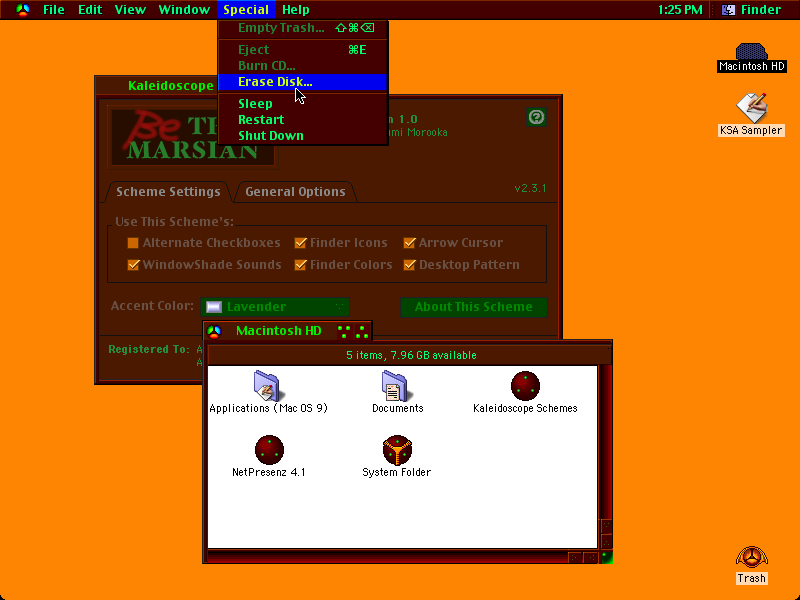 File Edit View Window Special Help 1:25 PM Finder
Empty Trash... ⇧⌘⌫
Eject ⌘E
Burn CD...
Erase Disk...
Sleep
Restart
Shut Down
Macintosh HD
KSA Sampler
Kaleidoscope
Be
MARSIAN
1.0
Morooka
Scheme Settings General Options v2.3.1
Use This Scheme's:
Alternate Checkboxes Finder Icons Arrow Cursor
WindowShade Sounds Finder Colors Desktop Pattern
Accent Color: Lavender About This Scheme
Registered To:
Macintosh HD
5 items, 7.96 GB available
Applications (Mac OS 9) Documents Kaleidoscope Schemes
NetPresenz 4.1 System Folder
Trash